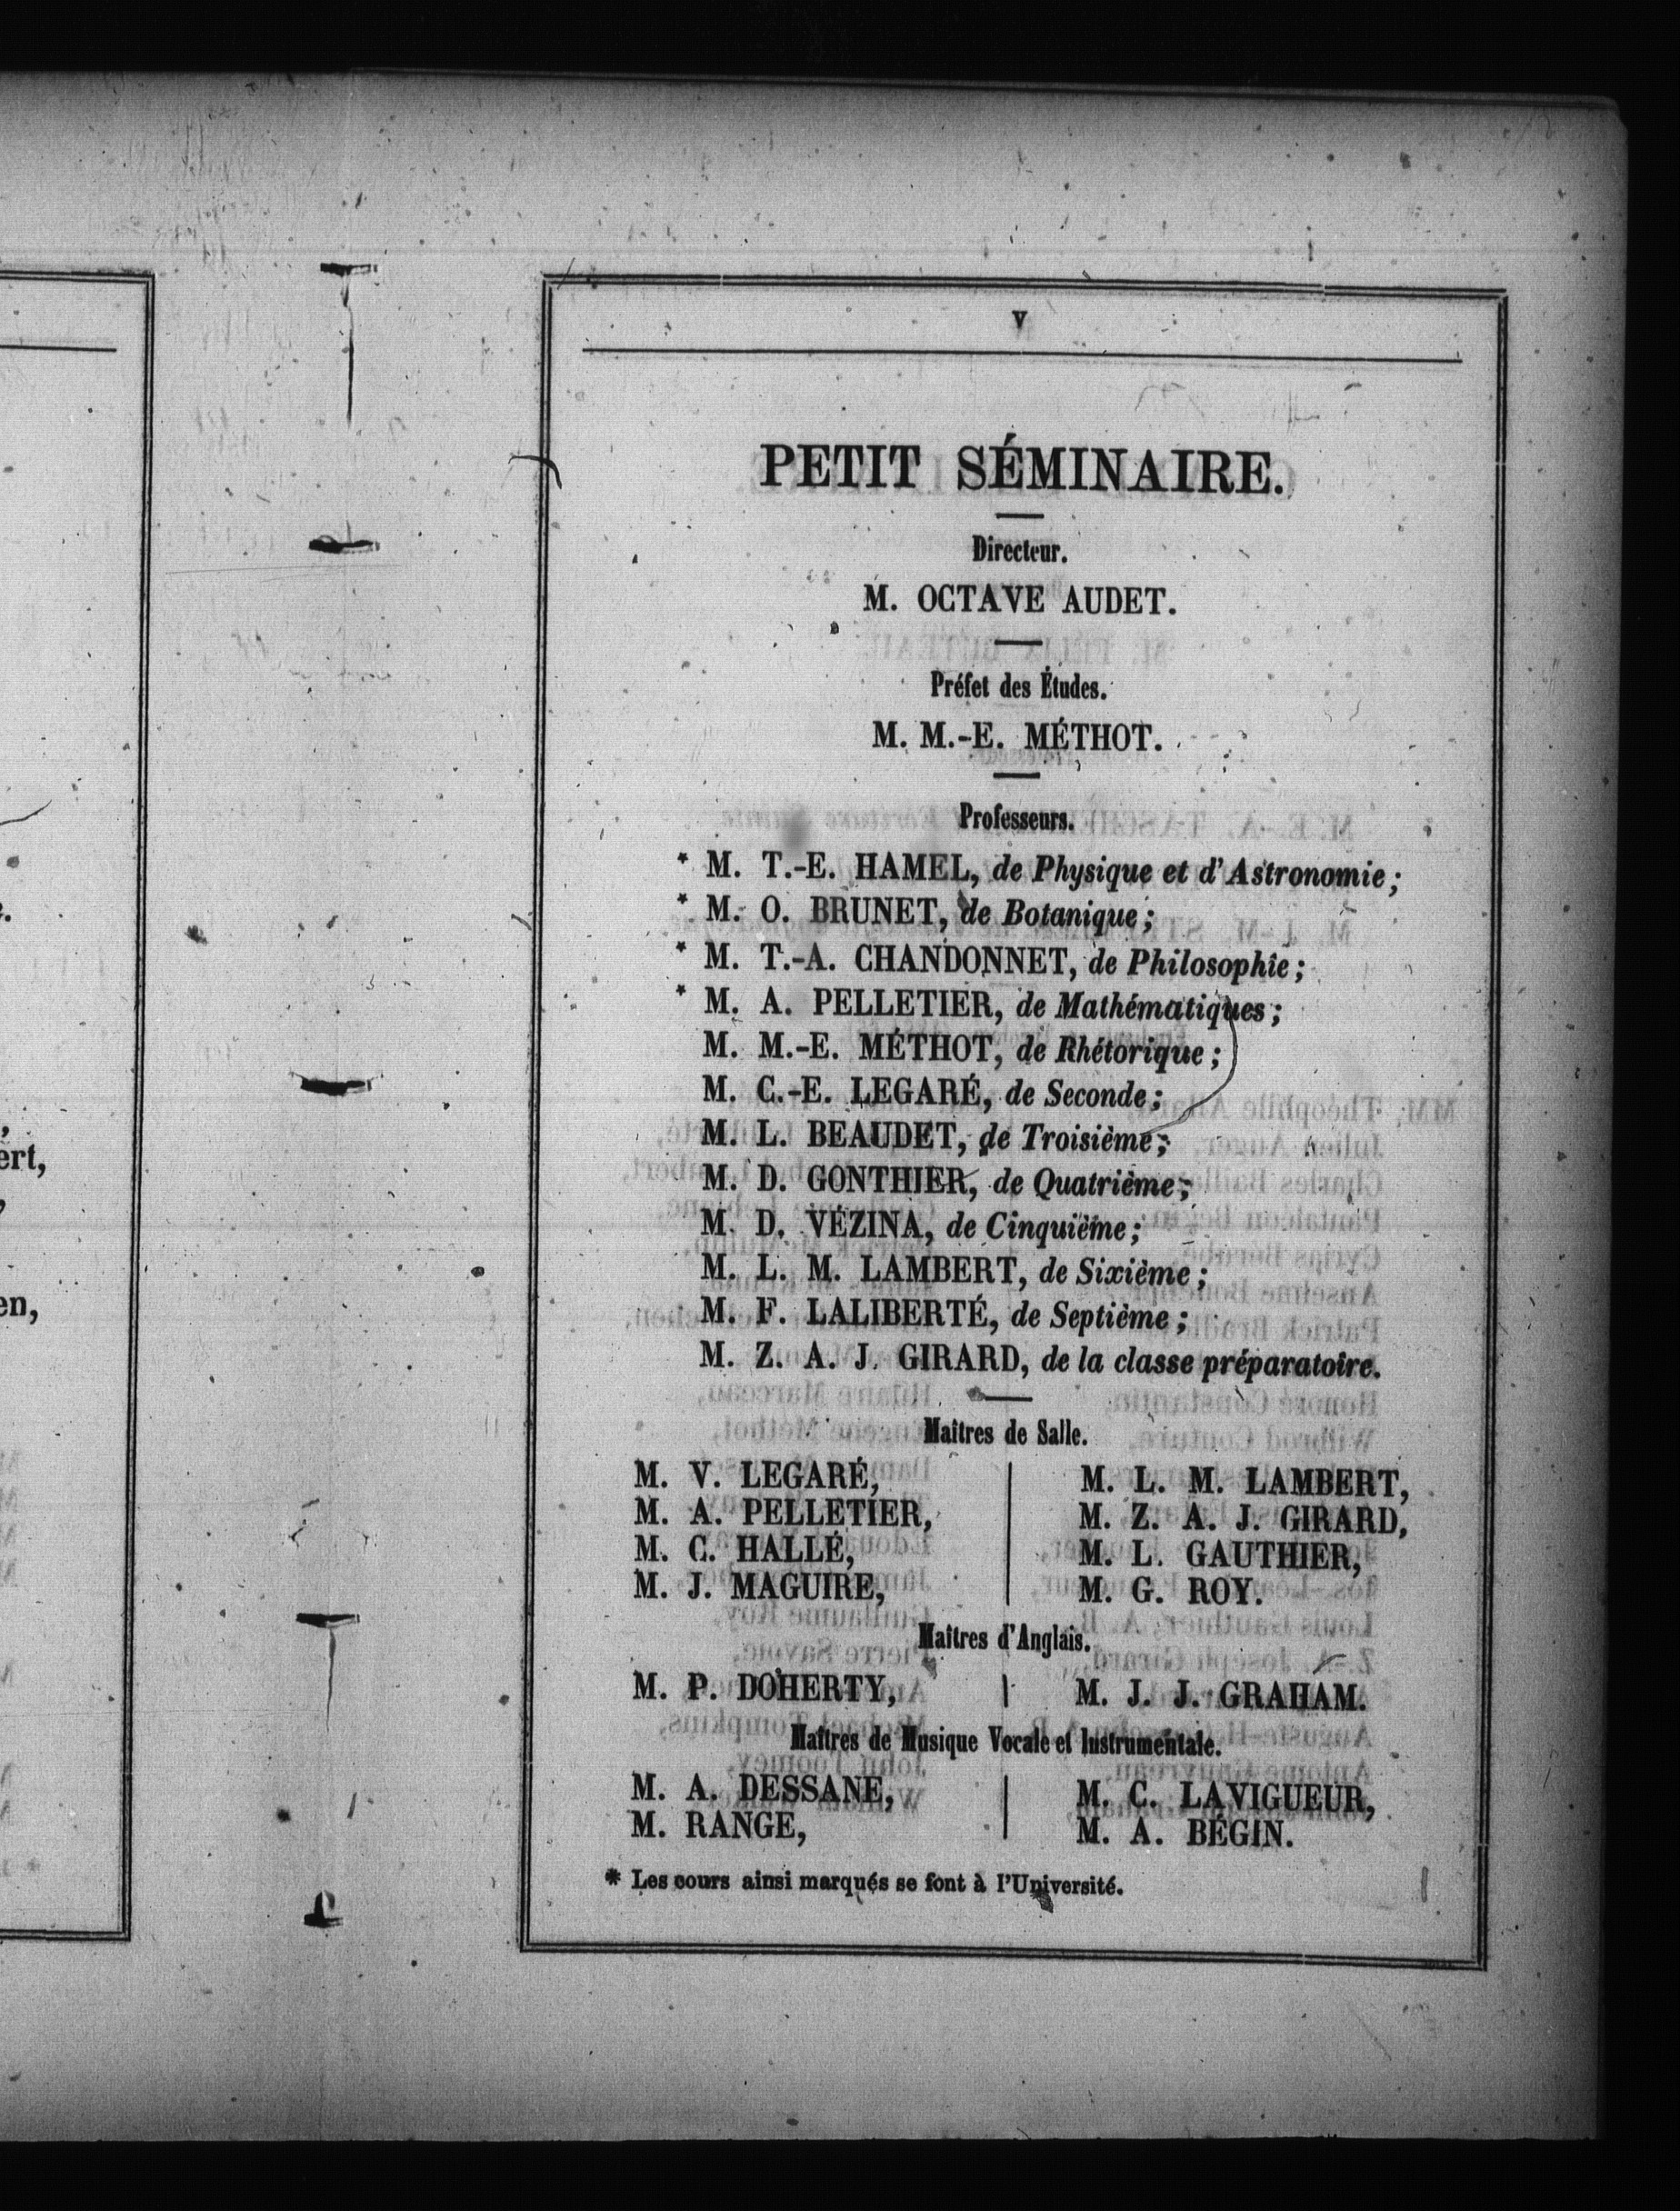 V
PETIT SÉMINAIRE.
Directeur.
M. OCTAVE AUDET.
Préfet des Études.
M. M.-E. MÉTHOT.
Professeurs.
* M. T.-E. HAMEL, de Physique et d'Astronomie;
* M. O. BRUNET, de Botanique;
* M. T.-A. CHANDONNET, de Philosophie;
* M. A. PELLETIER, de Mathématiques;
M. M.-E. MÉTHOT, de Rhétorique;
M. C.-E. LEGARÉ, de Seconde;
M. L. BEAUDET, de Troisième;
M. D. GONTHIER, de Quatrième;
M. D. VÉZINA, de Cinquième;
M. L. M. LAMBERT, de Sixième;
M. F. LALIBERTÉ, de Septième;
M. Z. A. J. GIRARD, de la classe préparatoire.
Maîtres de Salle.
M. V. LEGARÉ,
M. A. PELLETIER,
M. C. HALLÉ,
M. J. MAGUIRE,
M. L. M. LAMBERT,
M. Z. A. J. GIRARD,
M. L. GAUTHIER,
M. G. ROY.
Maîtres d'Anglais.
M. P. DOHERTY,
M. J. J. GRAHAM.
Maîtres de Musique Vocale et Instrumentale.
M. A. DESSANE,
M. RANGE,
M. C. LAVIGUEUR,
M. A. BÉGIN.
* Les cours ainsi marqués se font à l'Université.